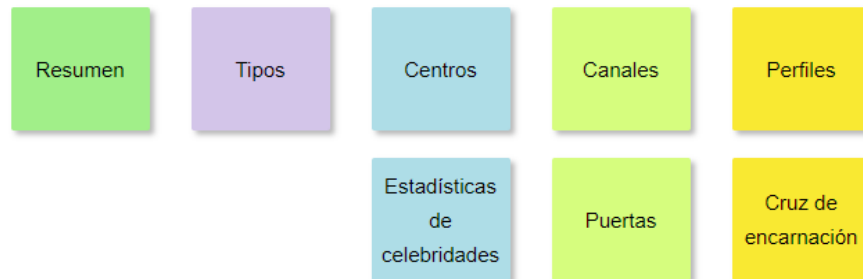 Resumen
Tipos
Centros
Canales
Perfiles
Estadísticas
de
celebridades
Puertas
Cruz de
encarnación